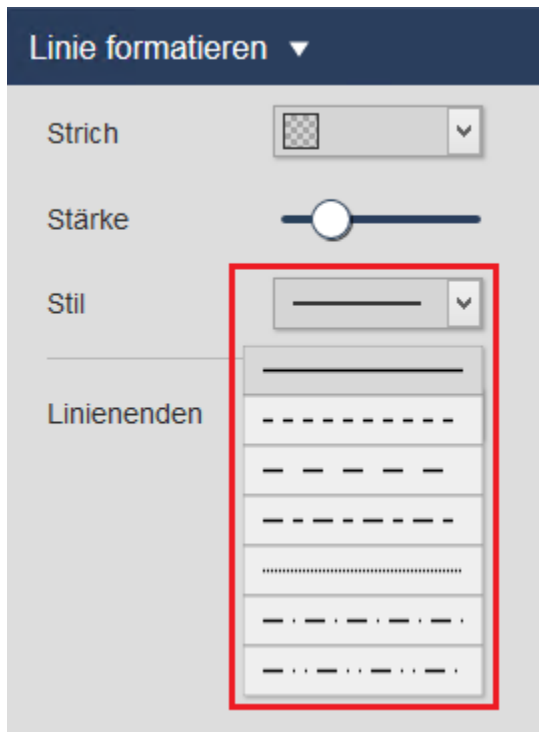 Linie formatieren
Strich
Stärke
Stil
Linienenden